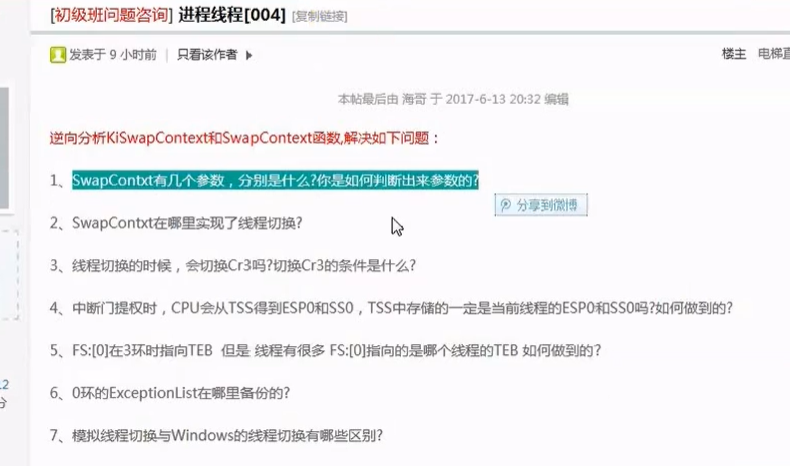 [初级班问题咨询] 进程线程[004] [复制链接]
发表于 9 小时前 | 只看该作者 楼主 电梯直
本帖最后由 海哥 于 2017-6-13 20:32 编辑
逆向分析KiSwapContext和SwapContext函数,解决如下问题：
1、SwapContxt有几个参数，分别是什么?你是如何判断出来参数的?
分享到微博
2、SwapContxt在哪里实现了线程切换?
3、线程切换的时候，会切换Cr3吗?切换Cr3的条件是什么?
4、中断门提权时，CPU会从TSS得到ESP0和SS0，TSS中存储的一定是当前线程的ESP0和SS0吗?如何做到的?
5、FS:[0]在3环时指向TEB 但是 线程有很多 FS:[0]指向的是哪个线程的TEB 如何做到的?
6、0环的ExceptionList在哪里备份的?
7、模拟线程切换与Windows的线程切换有哪些区别?